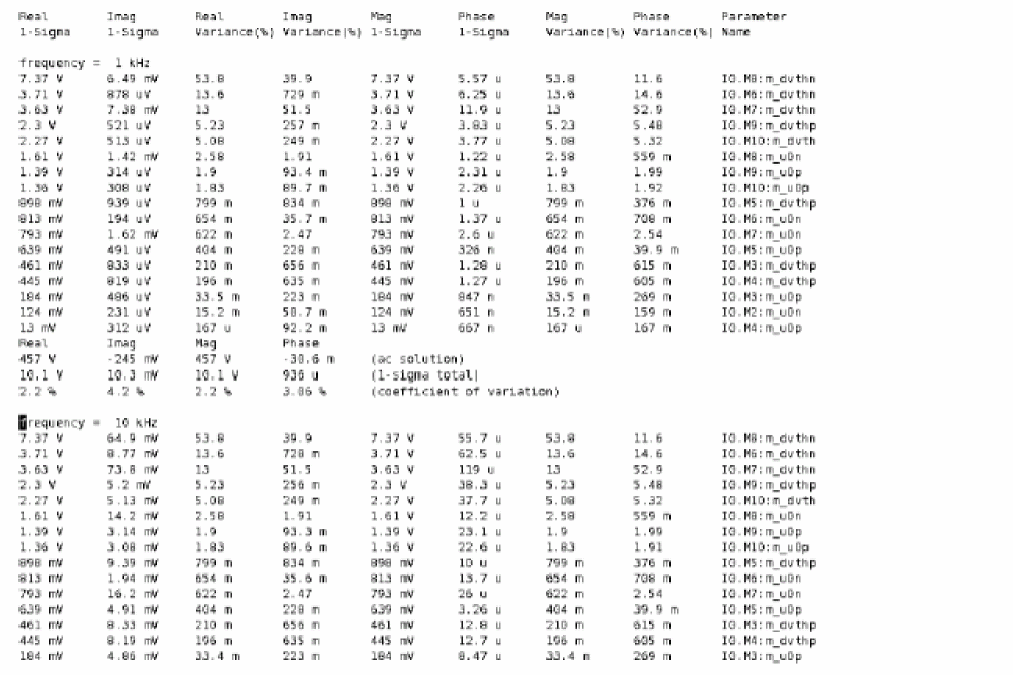 Real Imag Real Imag Mag Phase Mag Phase Parameter
1-Sigma 1-Sigma Variance(%) Variance(%) 1-Sigma 1-Sigma Variance(%) Variance(%) Name
frequency = 1 kHz
7.37 V 6.49 mV 53.8 39.9 7.37 V 5.57 u 53.8 11.6 I0.M8:m_dvthn
3.71 V 878 uV 13.6 729 m 3.71 V 6.25 u 13.6 14.6 I0.M6:m_dvthn
3.63 V 7.38 mV 13 51.5 3.63 V 11.9 u 13 52.9 I0.M7:m_dvthn
2.3 V 521 uV 5.23 257 m 2.3 V 3.83 u 5.23 5.48 I0.M9:m_dvthp
2.27 V 513 uV 5.08 249 m 2.27 V 3.77 u 5.08 5.32 I0.M10:m_dvth
1.61 V 1.42 mV 2.58 1.91 1.61 V 1.22 u 2.58 559 m I0.M8:m_u0n
1.39 V 314 uV 1.9 93.4 m 1.39 V 2.31 u 1.9 1.99 I0.M9:m_u0p
1.36 V 308 uV 1.83 89.7 m 1.36 V 2.26 u 1.83 1.92 I0.M10:m_u0p
898 mV 939 uV 799 m 834 m 898 mV 1 u 799 m 376 m I0.M5:m_dvthp
813 mV 194 uV 654 m 35.7 m 813 mV 1.37 u 654 m 708 m I0.M6:m_u0n
793 mV 1.62 mV 622 m 2.47 793 mV 2.6 u 622 m 2.54 I0.M7:m_u0n
639 mV 491 uV 404 m 228 m 639 mV 326 n 404 m 39.9 m I0.M5:m_u0p
461 mV 833 uV 210 m 656 m 461 mV 1.28 u 210 m 615 m I0.M3:m_dvthp
445 mV 819 uV 196 m 635 m 445 mV 1.27 u 196 m 605 m I0.M4:m_dvthp
184 mV 486 uV 33.5 m 223 m 184 mV 847 n 33.5 m 269 m I0.M3:m_u0p
124 mV 231 uV 15.2 m 50.7 m 124 mV 651 n 15.2 m 159 m I0.M2:m_u0n
13 mV 312 uV 167 u 92.2 m 13 mV 667 n 167 u 167 m I0.M4:m_u0p
Real Imag Mag Phase
-457 V -245 mV 457 V -30.6 m (ac solution)
10.1 V 10.3 mV 10.1 V 936 u (1-sigma total)
2.2 % 4.2 % 2.2 % 3.06 % (coefficient of variation)
frequency = 10 kHz
7.37 V 64.9 mV 53.8 39.9 7.37 V 55.7 u 53.8 11.6 I0.M8:m_dvthn
3.71 V 8.77 mV 13.6 728 m 3.71 V 62.5 u 13.6 14.6 I0.M6:m_dvthn
3.63 V 73.8 mV 13 51.5 3.63 V 119 u 13 52.9 I0.M7:m_dvthn
2.3 V 5.2 mV 5.23 256 m 2.3 V 38.3 u 5.23 5.48 I0.M9:m_dvthp
2.27 V 5.13 mV 5.08 249 m 2.27 V 37.7 u 5.08 5.32 I0.M10:m_dvth
1.61 V 14.2 mV 2.58 1.91 1.61 V 12.2 u 2.58 559 m I0.M8:m_u0n
1.39 V 3.14 mV 1.9 93.3 m 1.39 V 23.1 u 1.9 1.99 I0.M9:m_u0p
1.36 V 3.08 mV 1.83 89.6 m 1.36 V 22.6 u 1.83 1.91 I0.M10:m_u0p
898 mV 9.39 mV 799 m 834 m 898 mV 10 u 799 m 376 m I0.M5:m_dvthp
813 mV 1.94 mV 654 m 35.6 m 813 mV 13.7 u 654 m 708 m I0.M6:m_u0n
793 mV 16.2 mV 622 m 2.47 793 mV 26 u 622 m 2.54 I0.M7:m_u0n
639 mV 4.91 mV 404 m 228 m 639 mV 3.26 u 404 m 39.9 m I0.M5:m_u0p
461 mV 8.33 mV 210 m 656 m 461 mV 12.8 u 210 m 615 m I0.M3:m_dvthp
445 mV 8.19 mV 196 m 635 m 445 mV 12.7 u 196 m 605 m I0.M4:m_dvthp
184 mV 4.86 mV 33.4 m 223 m 184 mV 8.47 u 33.4 m 269 m I0.M3:m_u0p